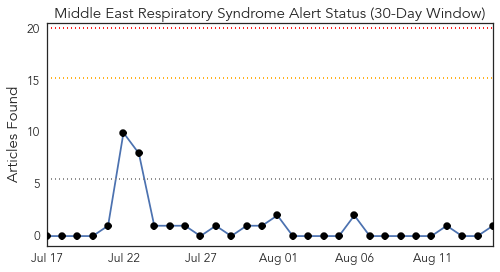 Middle East Respiratory Syndrome Alert Status (30-Day Window)
Articles Found
20
15
10
5
0
Jul 17 Jul 22 Jul 27 Aug 01 Aug 06 Aug 11